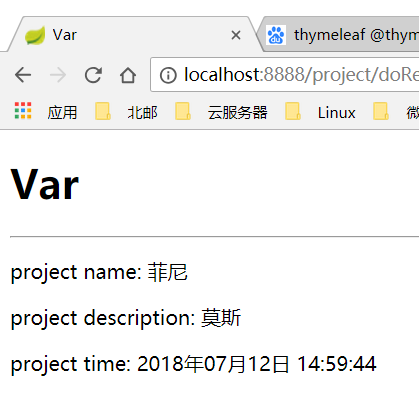 Var
thymeleaf @thym
localhost:8888/project/doRe
应用 北邮 云服务器 Linux 微
Var
project name: 菲尼
project description: 莫斯
project time: 2018年07月12日 14:59:44